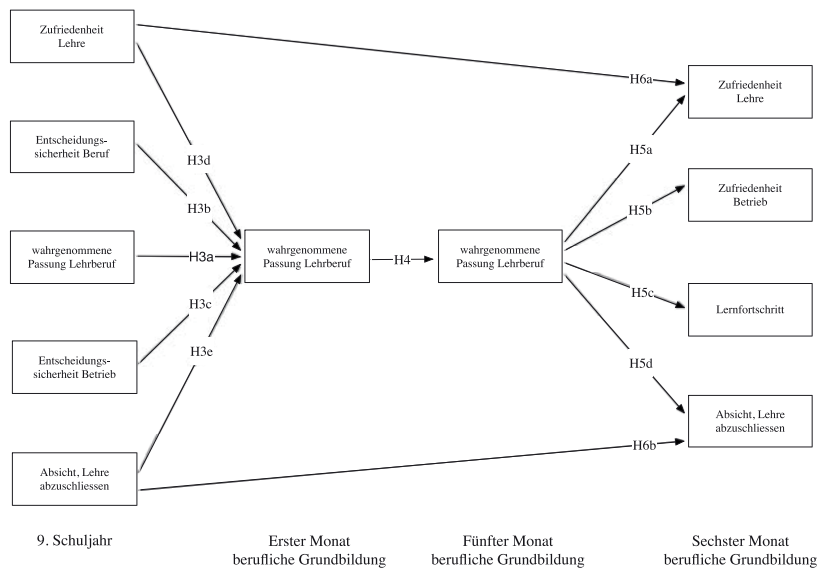 Zufriedenheit
Lehre
Entscheidungs-
sicherheit Beruf
wahrgenommene
Passung Lehrberuf
Entscheidungs-
sicherheit Betrieb
Absicht, Lehre
abzuschliessen
H3d
H3b
H3a
H3c
H3e
wahrgenommene
Passung Lehrberuf
H4
wahrgenommene
Passung Lehrberuf
H6a
H5a
H5b
H5c
H5d
H6b
Zufriedenheit
Lehre
Zufriedenheit
Betrieb
Lernfortschritt
Absicht, Lehre
abzuschliessen
9. Schuljahr
Erster Monat
berufliche Grundbildung
Fünfter Monat
berufliche Grundbildung
Sechster Monat
berufliche Grundbildung